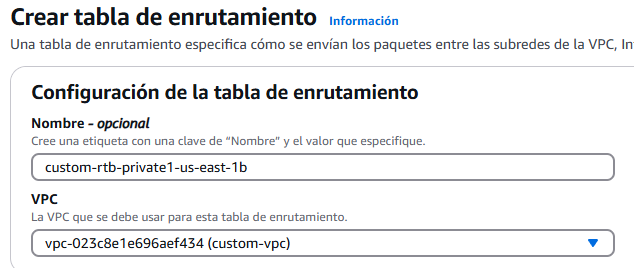 Crear tabla de enrutamiento Información
Una tabla de enrutamiento especifica cómo se envían los paquetes entre las subredes de la VPC, In
Configuración de la tabla de enrutamiento
Nombre - opcional
Cree una etiqueta con una clave de "Nombre" y el valor que especifique.
custom-rtb-private1-us-east-1b
VPC
La VPC que se debe usar para esta tabla de enrutamiento.
vpc-023c8e1e696aef434 (custom-vpc)